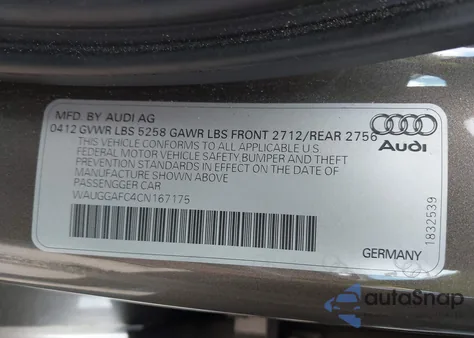 MFD. BY AUDI AG
0412 GVWR LBS 5258 GAWR LBS FRONT 2712/REAR 2756
THIS VEHICLE CONFORMS TO ALL APPLICABLE U.S.
FEDERAL MOTOR VEHICLE SAFETY BUMPER AND THEFT
PREVENTION STANDARDS IN EFFECT ON THE DATE OF
MANUFACTURE SHOWN ABOVE
PASSENGGER CAR
WAUGGAFC4CN167175
Audi
1832539
GERMANY
autoSnap